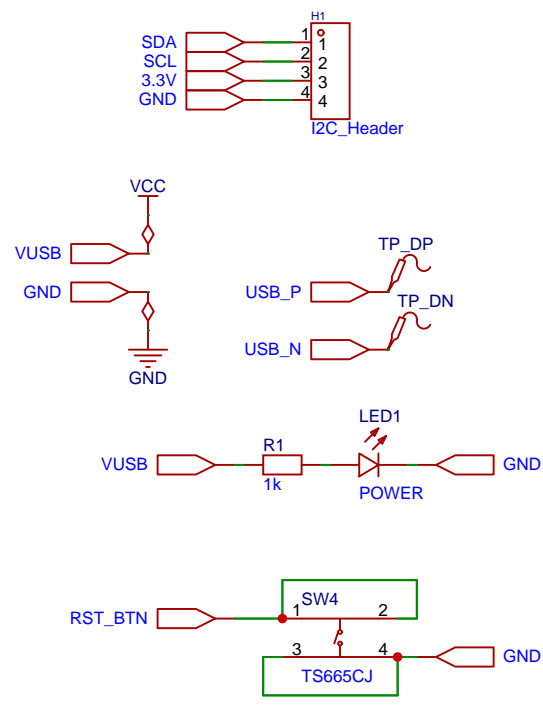 H1
SDA 1 1
SCL 2 2
3.3V 3 3
GND 4 4
I2C_Header
VCC
VUSB
GND
GND
TP_DP
USB_P
TP_DN
USB_N
LED1
VUSB R1 GND
1k POWER
SW4
RST_BTN 1 2
3 4 GND
TS665CJ